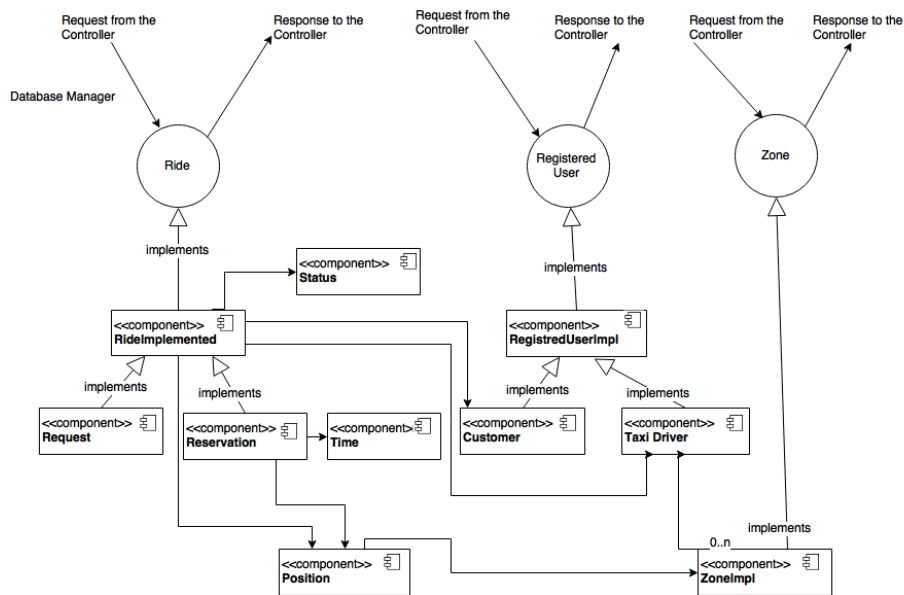 Request from the
Controller
Response to the
Controller
Request from the
Controller
Response to the
Controller
Request from the
Controller
Response to the
Controller
Database Manager
Ride
Registered
User
Zone
implements
implements
<<component>>
Status
<<component>>
RideImplemented
<<component>>
RegistredUserImpl
implements
implements
implements
implements
<<component>>
Request
<<component>>
Reservation
<<component>>
Time
<<component>>
Customer
<<component>>
Taxi Driver
implements
0..n
<<component>>
Position
<<component>>
ZoneImpl